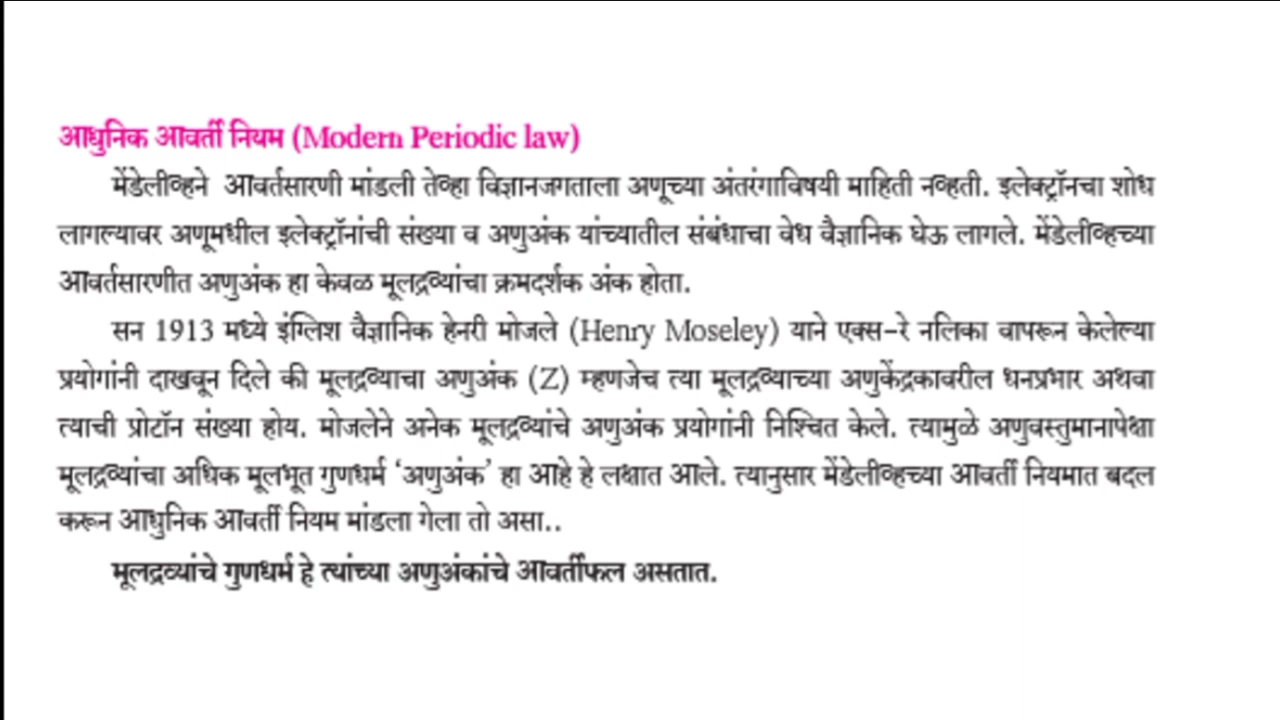 आधुनिक आवर्ती नियम (Modern Periodic law)
मेंडेलीव्हने आवर्तसारणी मांडली तेव्हा विज्ञानजगताला अणूच्या अंतरंगाविषयी माहिती नव्हती. इलेक्ट्रॉनचा शोध
लागल्यावर अणूमधील इलेक्ट्रॉनांची संख्या व अणुअंक यांच्यातील संबंधाचा वेध वैज्ञानिक घेऊ लागले. मेंडेलीव्हच्या
आवर्तसारणीत अणुअंक हा केवळ मूलद्रव्यांचा क्रमदर्शक अंक होता.
सन 1913 मध्ये इंग्लिश वैज्ञानिक हेनरी मोजले (Henry Moseley) याने एक्स-रे नलिका वापरून केलेल्या
प्रयोगांनी दाखवून दिले की मूलद्रव्याचा अणुअंक (Z) म्हणजेच त्या मूलद्रव्याच्या अणुकेंद्रकावरील धनप्रभार अथवा
त्याची प्रोटॉन संख्या होय. मोजलेने अनेक मूलद्रव्यांचे अणुअंक प्रयोगांनी निश्चित केले. त्यामुळे अणुवस्तुमानापेक्षा
मूलद्रव्यांचा अधिक मूलभूत गुणधर्म ‘अणुअंक’ हा आहे हे लक्षात आले. त्यानुसार मेंडेलीव्हच्या आवर्ती नियमात बदल
करून आधुनिक आवर्ती नियम मांडला गेला तो असा..
मूलद्रव्यांचे गुणधर्म हे त्यांच्या अणुअंकांचे आवर्तीफल असतात.